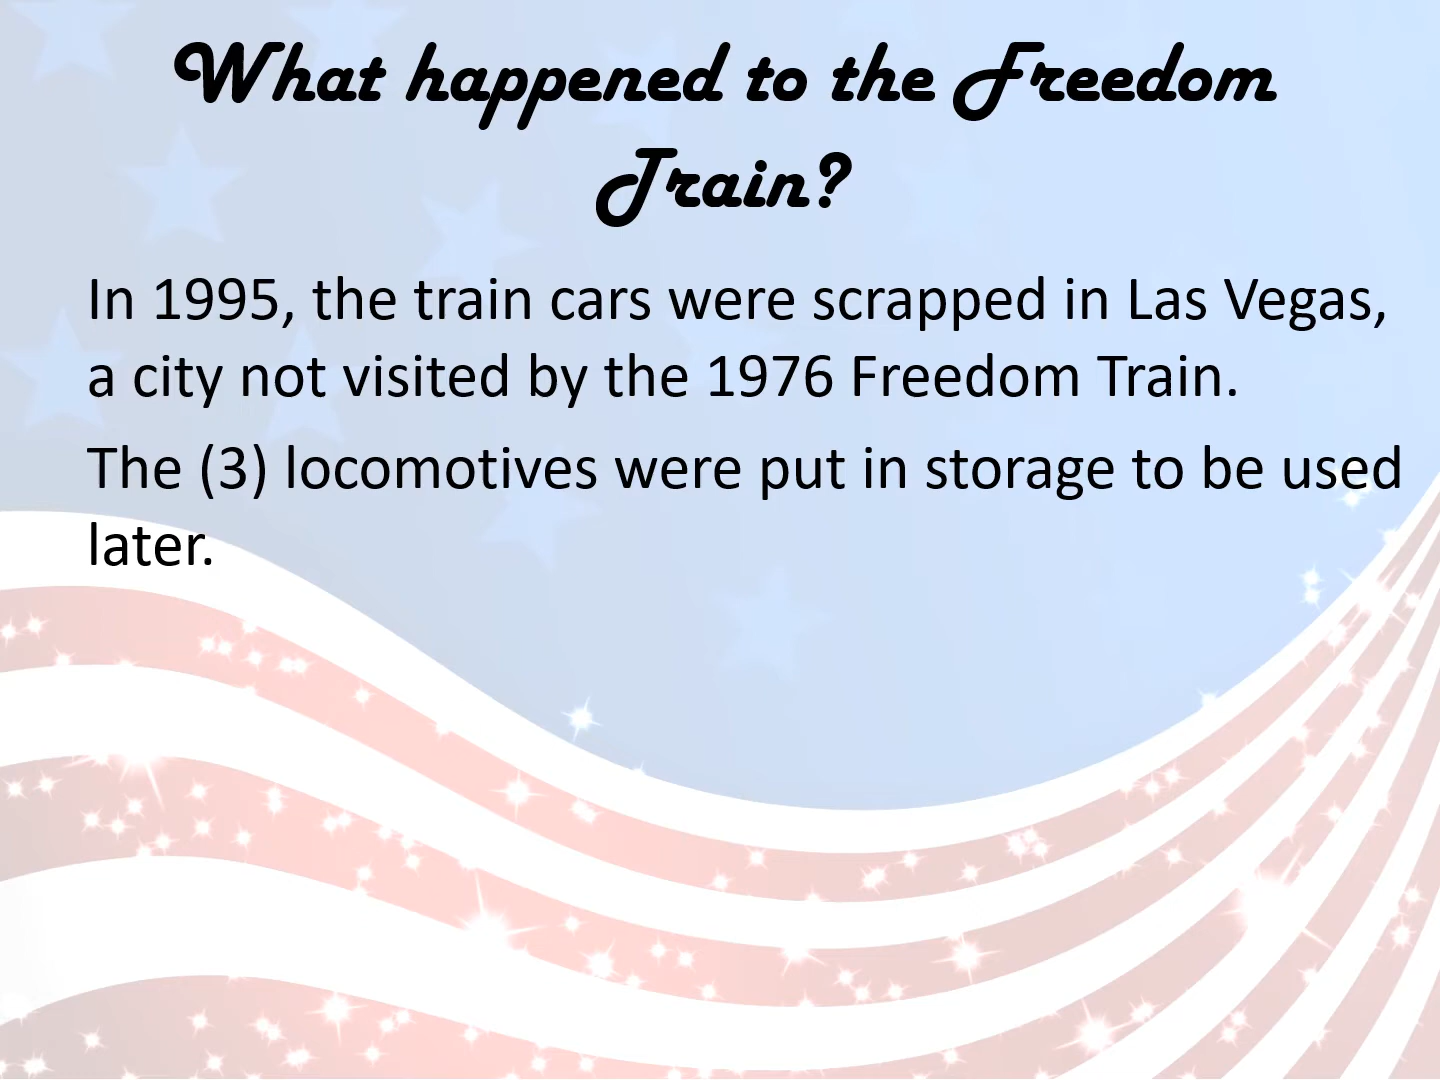 What happened to the Freedom
Train?
In 1995, the train cars were scrapped in Las Vegas,
a city not visited by the 1976 Freedom Train.
The (3) locomotives were put in storage to be used
later.